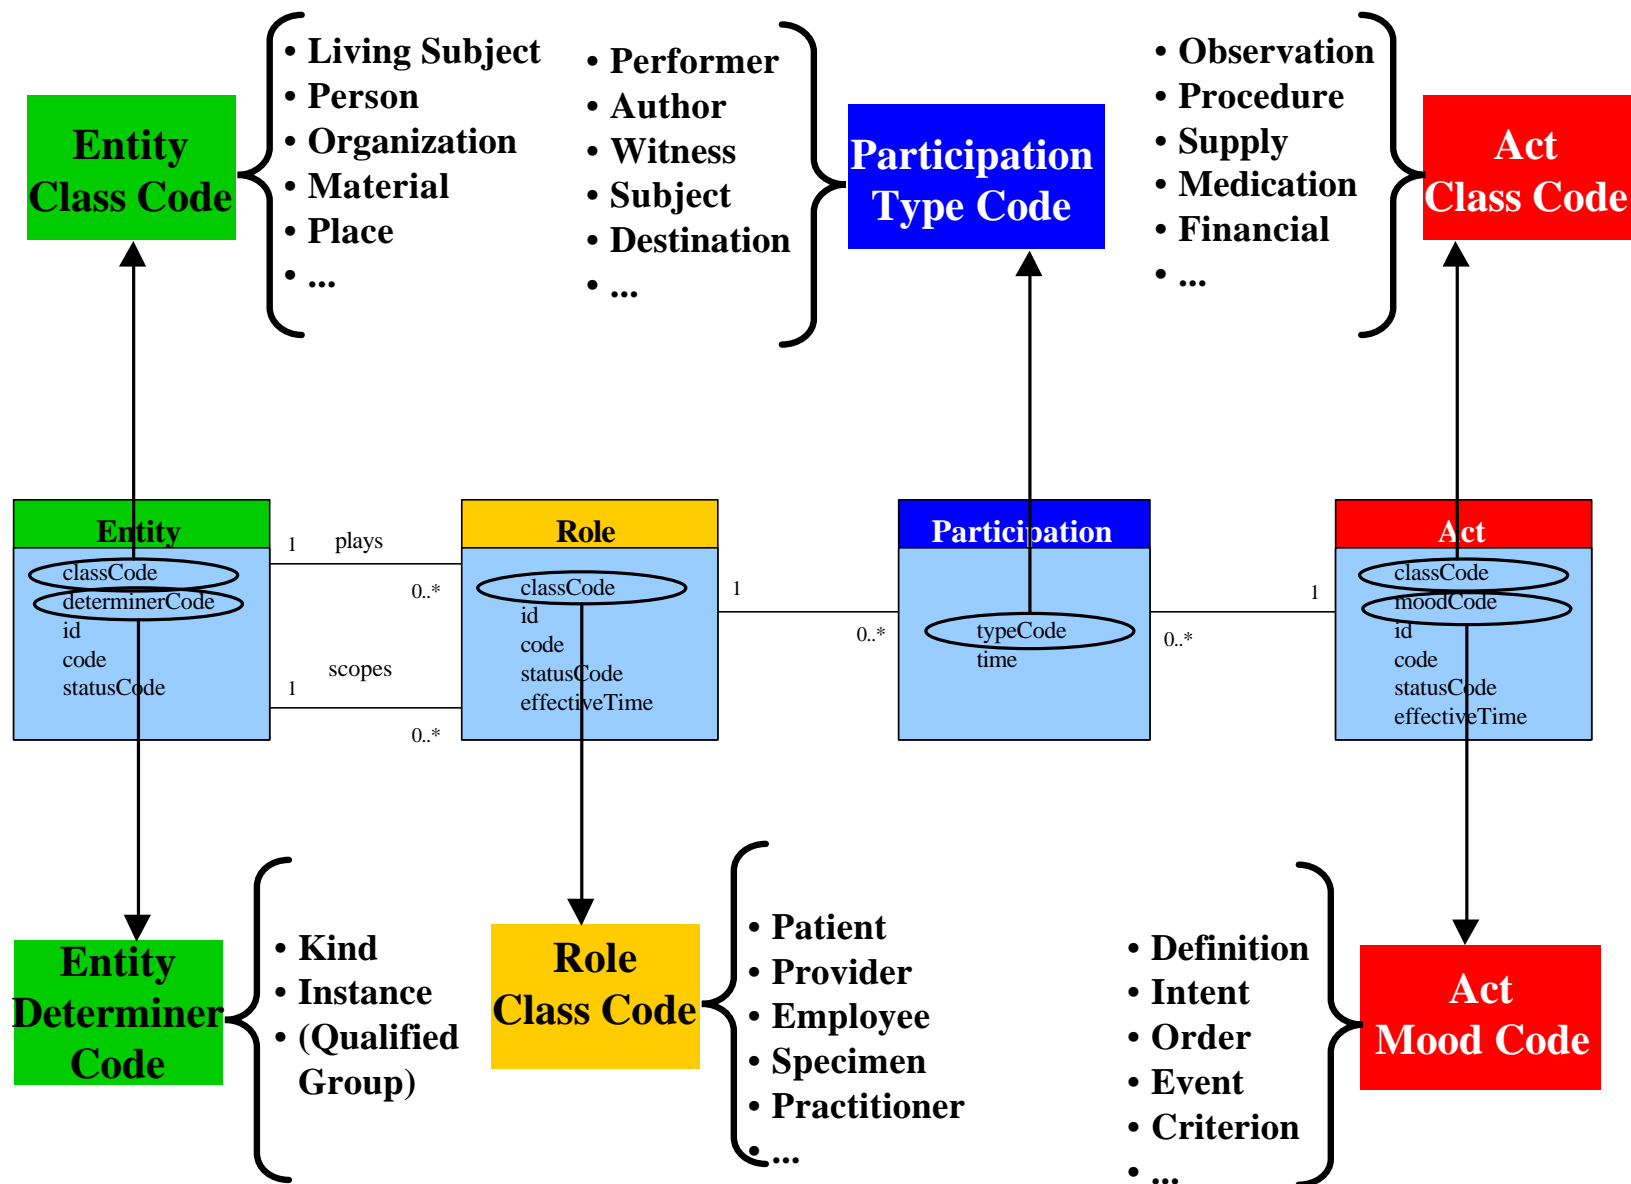 Entity
Class Code
• Living Subject
• Person
• Organization
• Material
• Place
• ...
• Performer
• Author
• Witness
• Subject
• Destination
• ...
Participation
Type Code
• Observation
• Procedure
• Supply
• Medication
• Financial
• ...
Act
Class Code
Entity
classCode
determinerCode
id
code
statusCode
1 plays
0..*
scopes
1
0..*
Role
classCode
id
code
statusCode
effectiveTime
1
0..*
Participation
typeCode
time
1
0..*
Act
classCode
moodCode
id
code
statusCode
effectiveTime
Entity
Determiner
Code
• Kind
• Instance
• (Qualified
Group)
Role
Class Code
• Patient
• Provider
• Employee
• Specimen
• Practitioner
• ...
• Definition
• Intent
• Order
• Event
• Criterion
• ...
Act
Mood Code